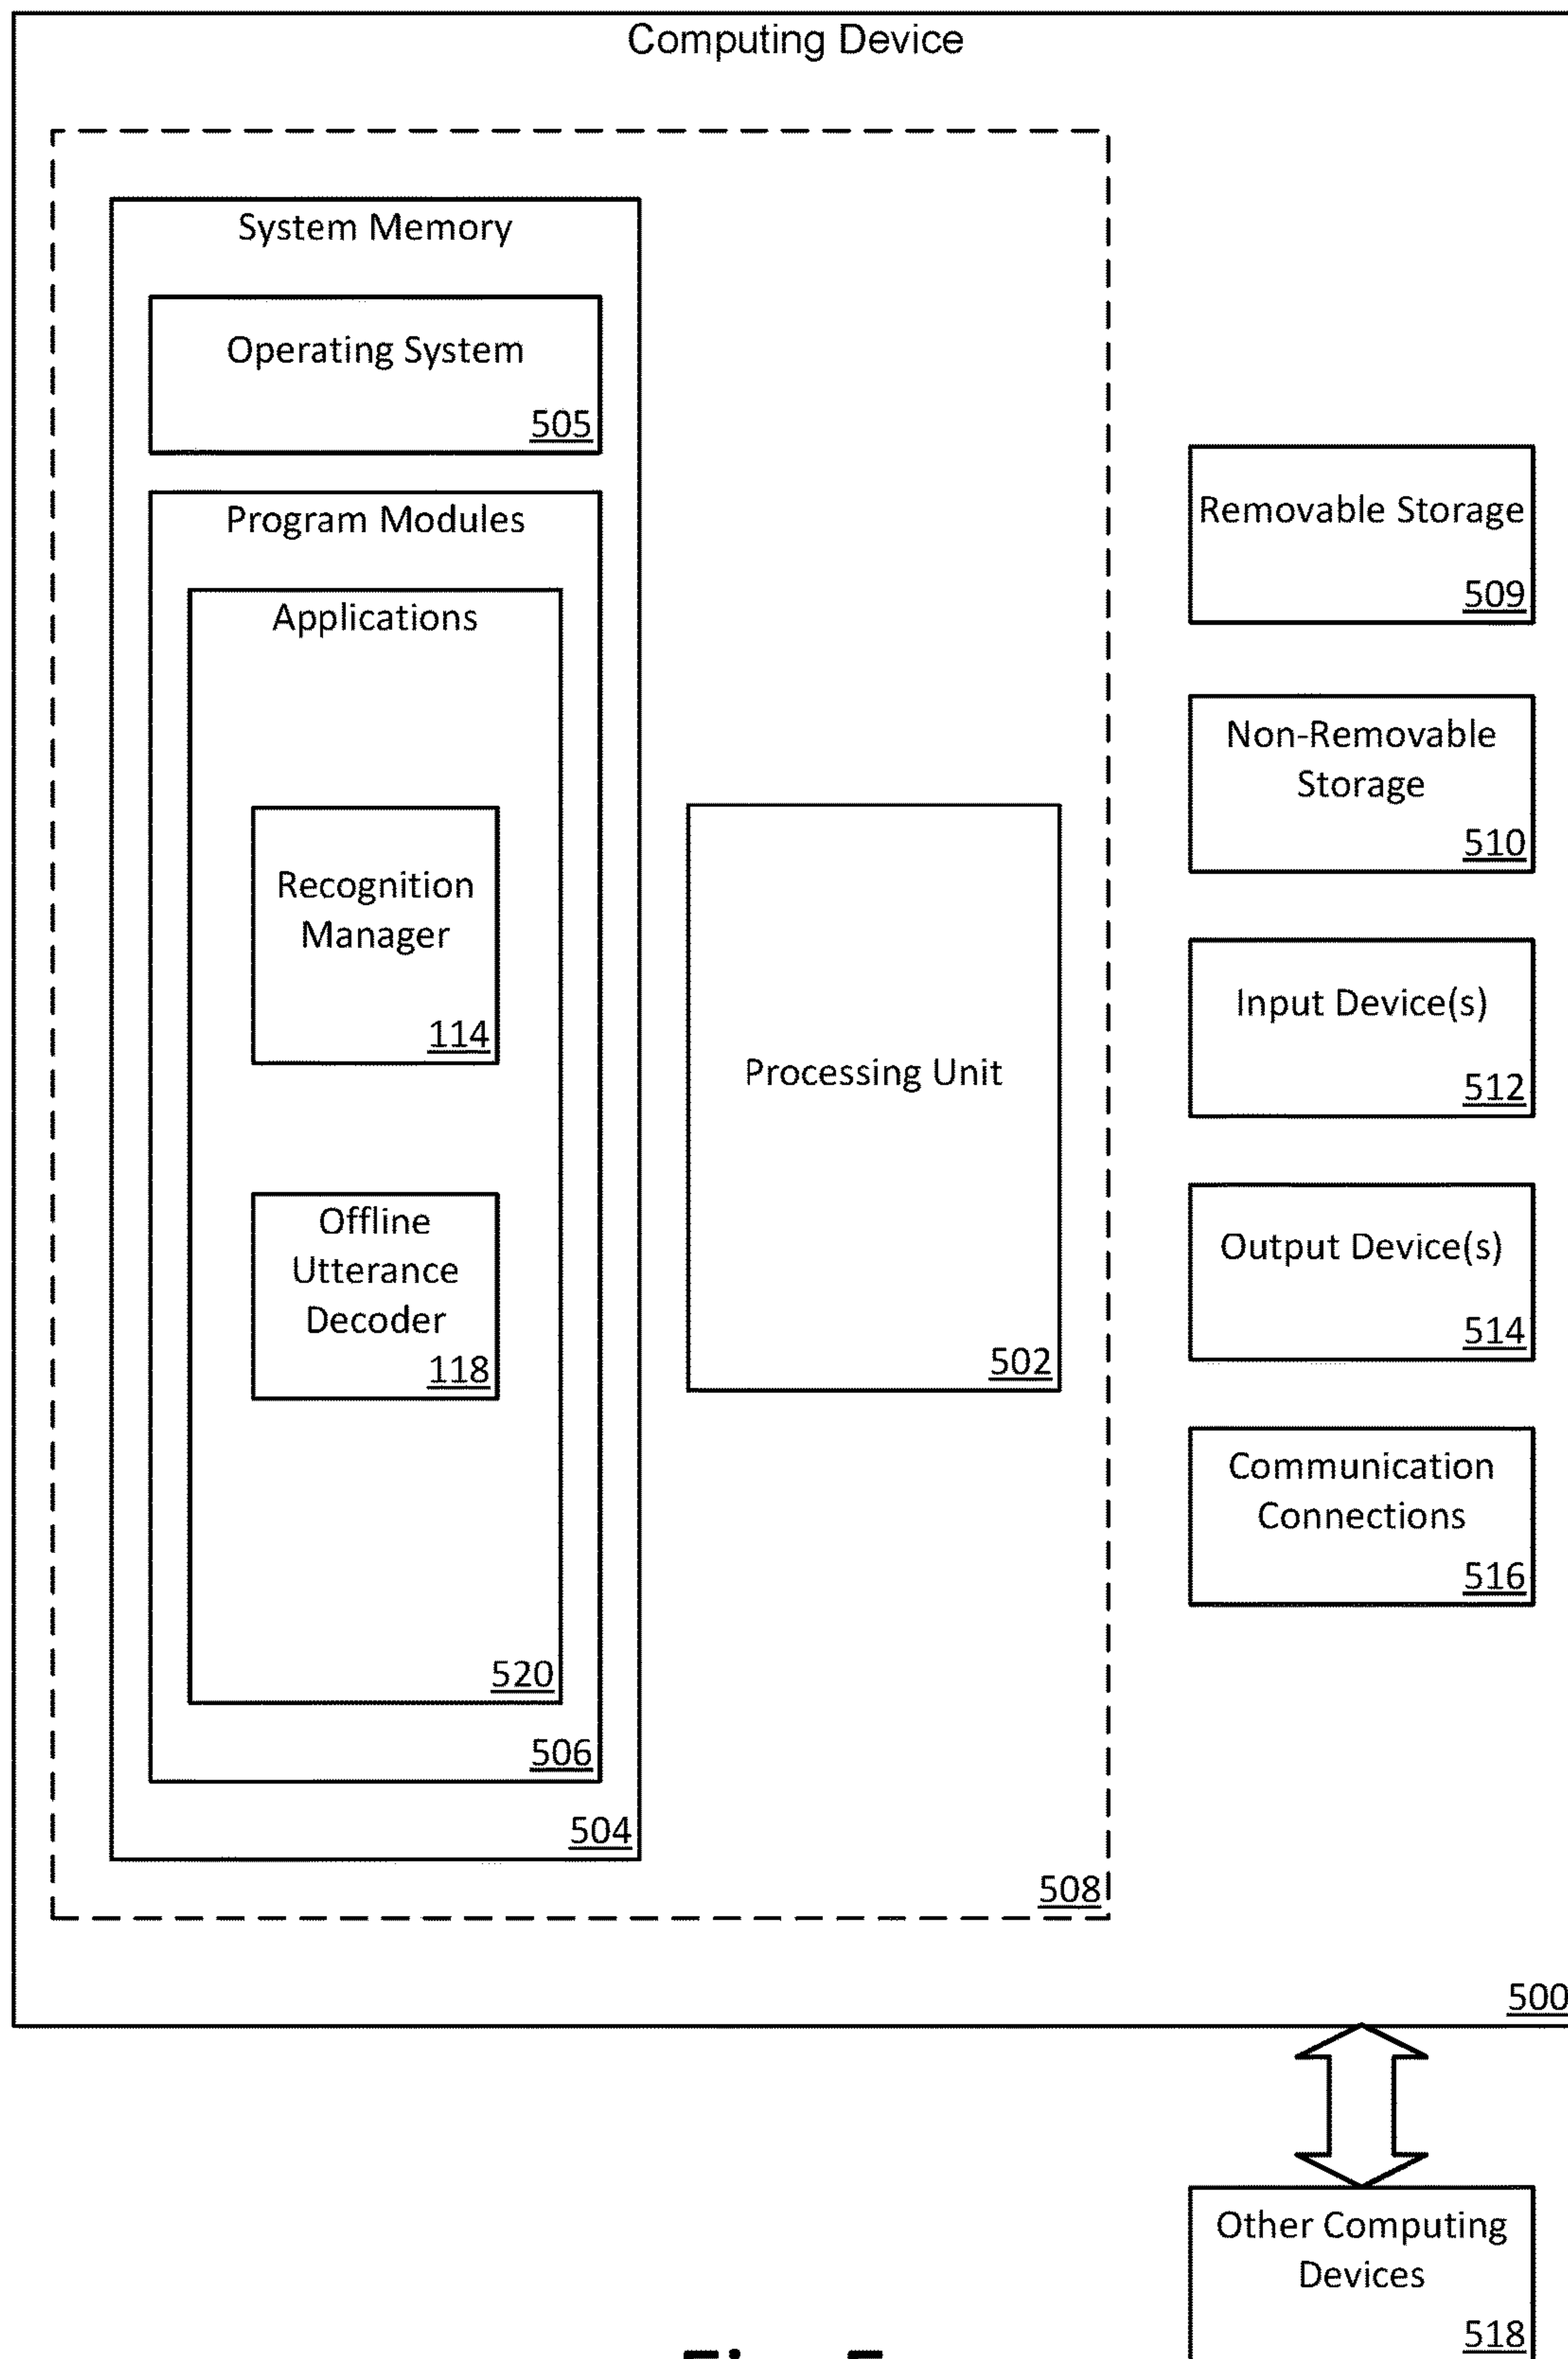 Computing Device
System Memory
Operating System
505
Program Modules
Applications
Recognition
Manager
114
Offline
Utterance
Decoder
118
520
506
504
Processing Unit
502
508
Removable Storage
509
Non-Removable
Storage
510
Input Device(s)
512
Output Device(s)
514
Communication
Connections
516
500
Other Computing
Devices
518